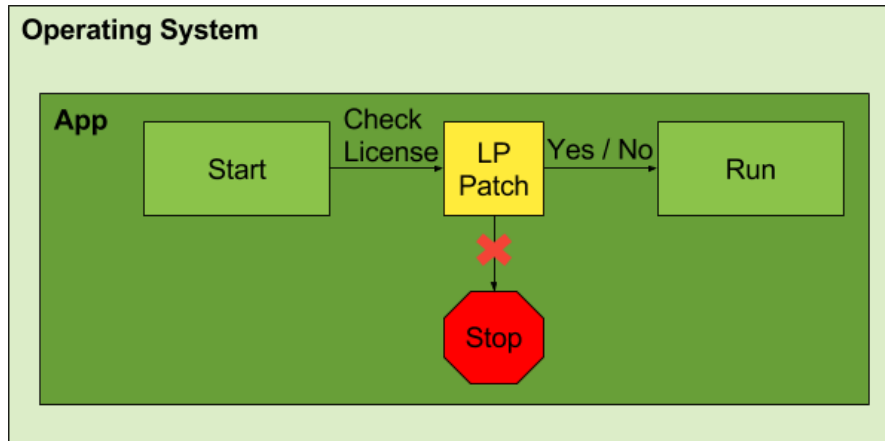 Operating System
App
Start
Check
License
LP
Patch
Yes / No
Run
Stop